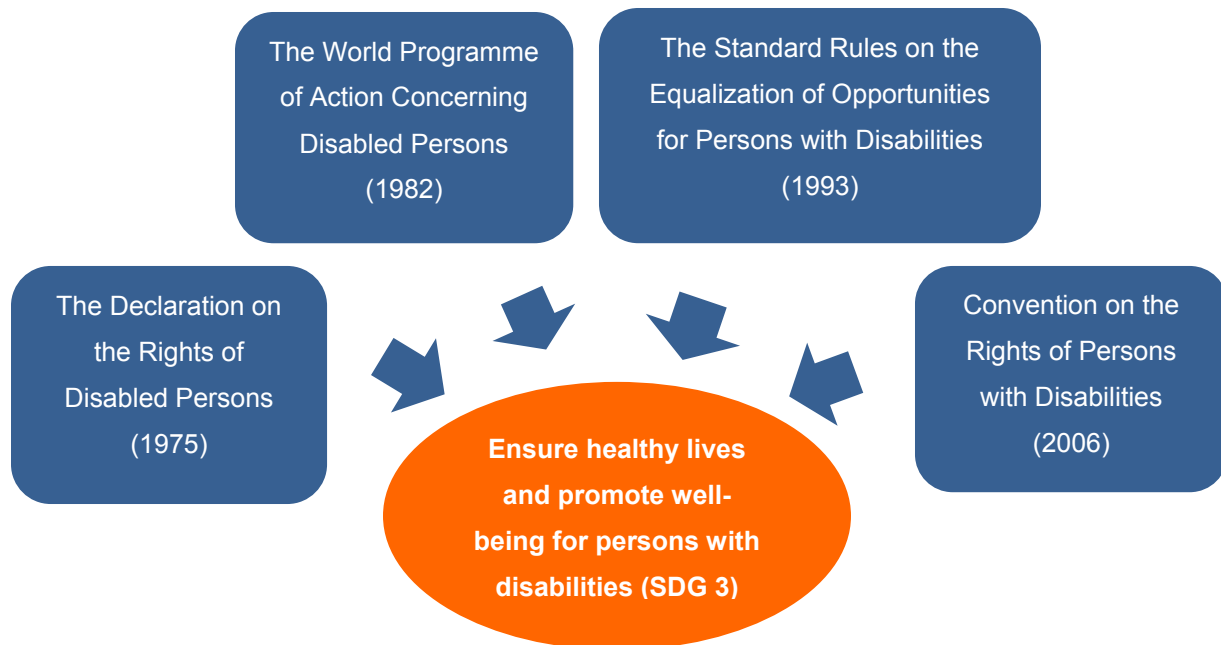 The World Programme
of Action Concerning
Disabled Persons
(1982)
The Standard Rules on the
Equalization of Opportunities
for Persons with Disabilities
(1993)
The Declaration on
the Rights of
Disabled Persons
(1975)
Convention on the
Rights of Persons
with Disabilities
(2006)
Ensure healthy lives
and promote well-
being for persons with
disabilities (SDG 3)